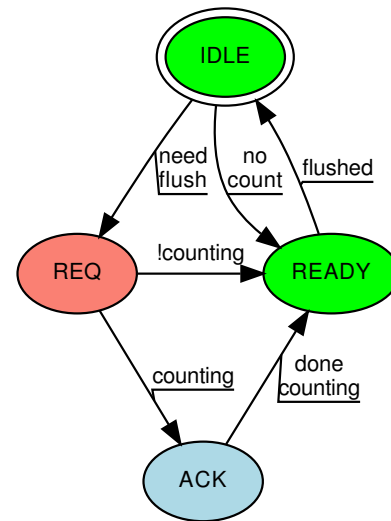 IDLE
need
flush
no
count
flushed
REQ
!counting
READY
counting
done
counting
ACK